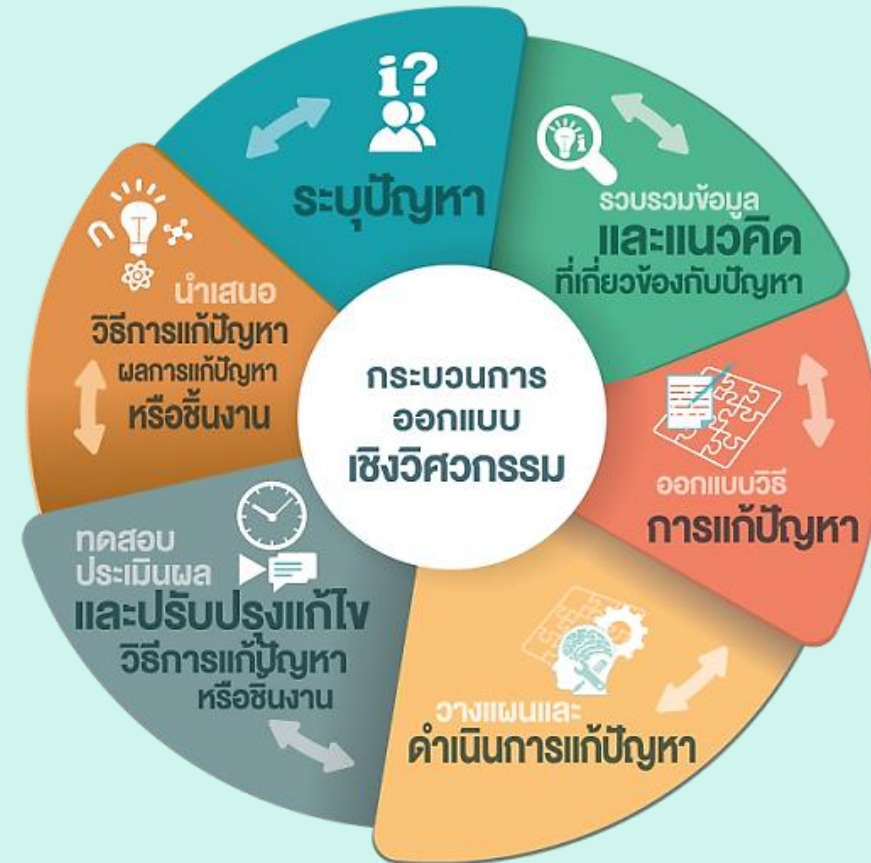 กระบวนการ
ออกแบบ
เชิงวิศวกรรม
i?
ระบุปัญหา
i
รวบรวมข้อมูล
และแนวคิด
ที่เกี่ยวข้องกับปัญหา
ออกแบบวิธี
การแก้ปัญหา
วางแผนและ
ดำเนินการแก้ปัญหา
ทดสอบ
ประเมินผล
และปรับปรุงแก้ไข
วิธีการแก้ปัญหา
หรือชิ้นงาน
นำเสนอ
วิธีการแก้ปัญหา
ผลการแก้ปัญหา
หรือชิ้นงาน